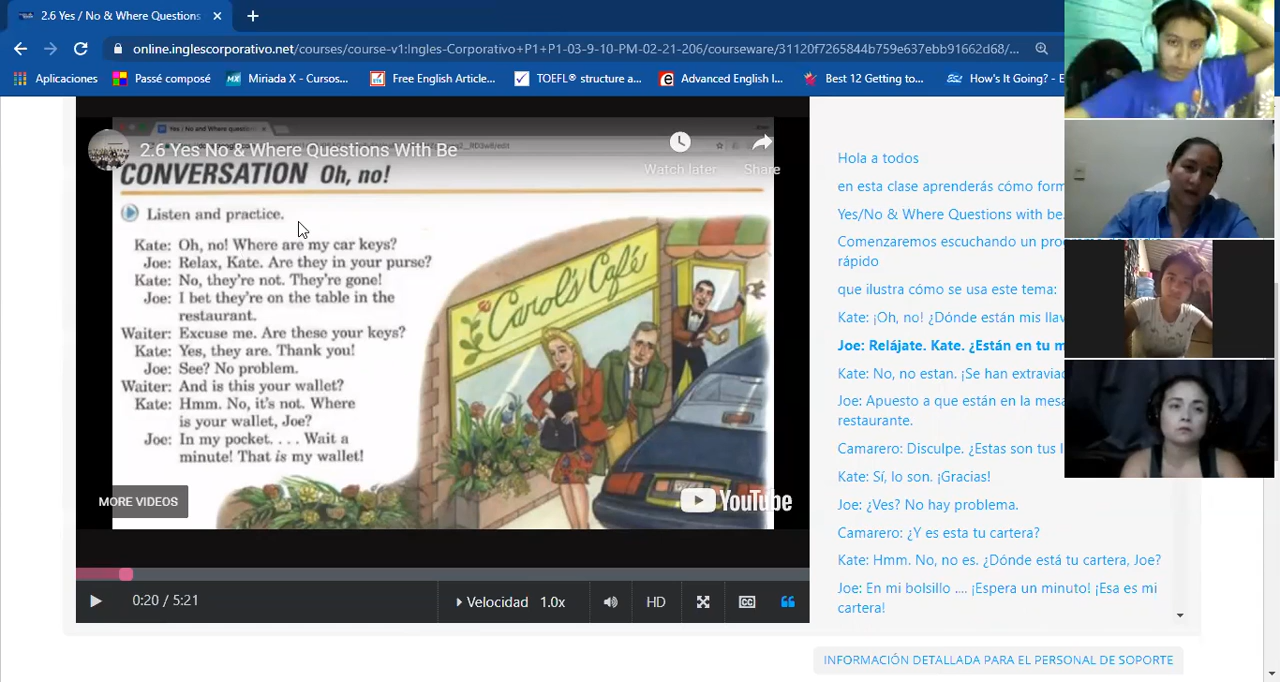 2.6 Yes / No & Where Questions
online.inglescorporativo.net/courses/course-v1:Ingles-Corporativo+P1+P1-03-9-10-PM-02-21-206/courseware/31120f7265844b759e637ebb91662d68/...
Aplicaciones
Passé composé
Miriada X - Cursos...
Free English Article...
TOEFL® structure a...
Advanced English I...
Best 12 Getting to...
How's It Going? - E
Yes / No and Where question
2.6 Yes No & Where Questions With Be
Watch later
Share
CONVERSATION Oh, no!
Listen and practice.
Kate: Oh, no! Where are my car keys?
Joe: Relax, Kate. Are they in your purse?
Kate: No, they're not. They're gone!
Joe: I bet they're on the table in the
restaurant.
Waiter: Excuse me. Are these your keys?
Kate: Yes, they are. Thank you!
Joe: See? No problem.
Waiter: And is this your wallet?
Kate: Hmm. No, it's not. Where
is your wallet, Joe?
Joe: In my pocket. . . . Wait a
minute! That is my wallet!
Carol's Café
MORE VIDEOS
YouTube
0:20 / 5:21
Velocidad 1.0x
HD
CC
Hola a todos
en esta clase aprenderás cómo form
Yes/No & Where Questions with be.
Comenzaremos escuchando un
rápido
que ilustra cómo se usa este tema:
Kate: ¡Oh, no! ¿Dónde están mis llav
Joe: Relájate. Kate. ¿Están en tu m
Kate: No, no estan. ¡Se han extraviad
Joe: Apuesto a que están en la mesa
restaurante.
Camarero: Disculpe. ¿Estas son tus l
Kate: Sí, lo son. ¡Gracias!
Joe: ¿Ves? No hay problema.
Camarero: ¿Y es esta tu cartera?
Kate: Hmm. No, no es. ¿Dónde está tu cartera, Joe?
Joe: En mi bolsillo .... ¡Espera un minuto! ¡Esa es mi
cartera!
INFORMACIÓN DETALLADA PARA EL PERSONAL DE SOPORTE